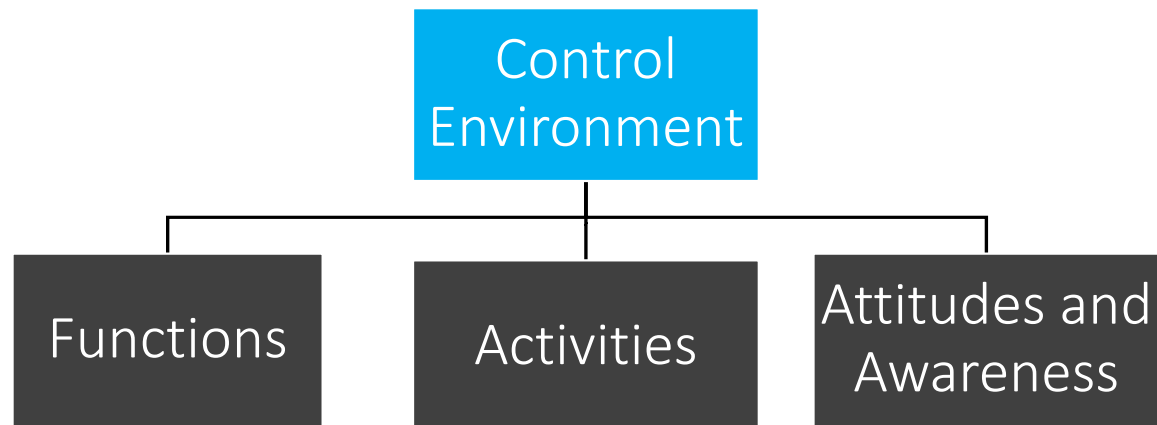 Control
Environment
Functions
Activities
Attitudes and
Awareness